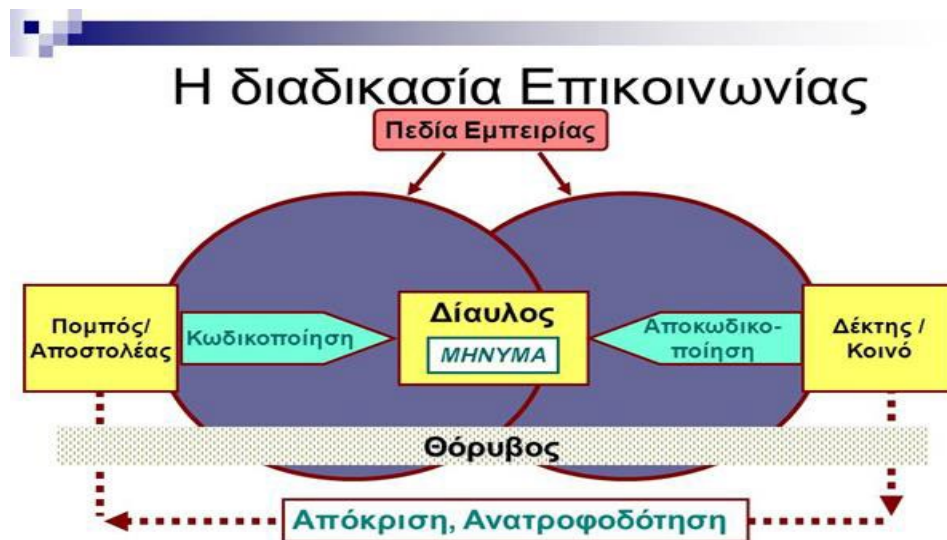 Η διαδικασία Επικοινωνίας
Πεδία Εμπειρίας
Πομπός/
Αποστολέας
Κωδικοποίηση
Δίαυλος
ΜΗΝΥΜΑ
Αποκωδικο-
ποίηση
Δέκτης /
Κοινό
Θόρυβος
Απόκριση, Ανατροφοδότηση